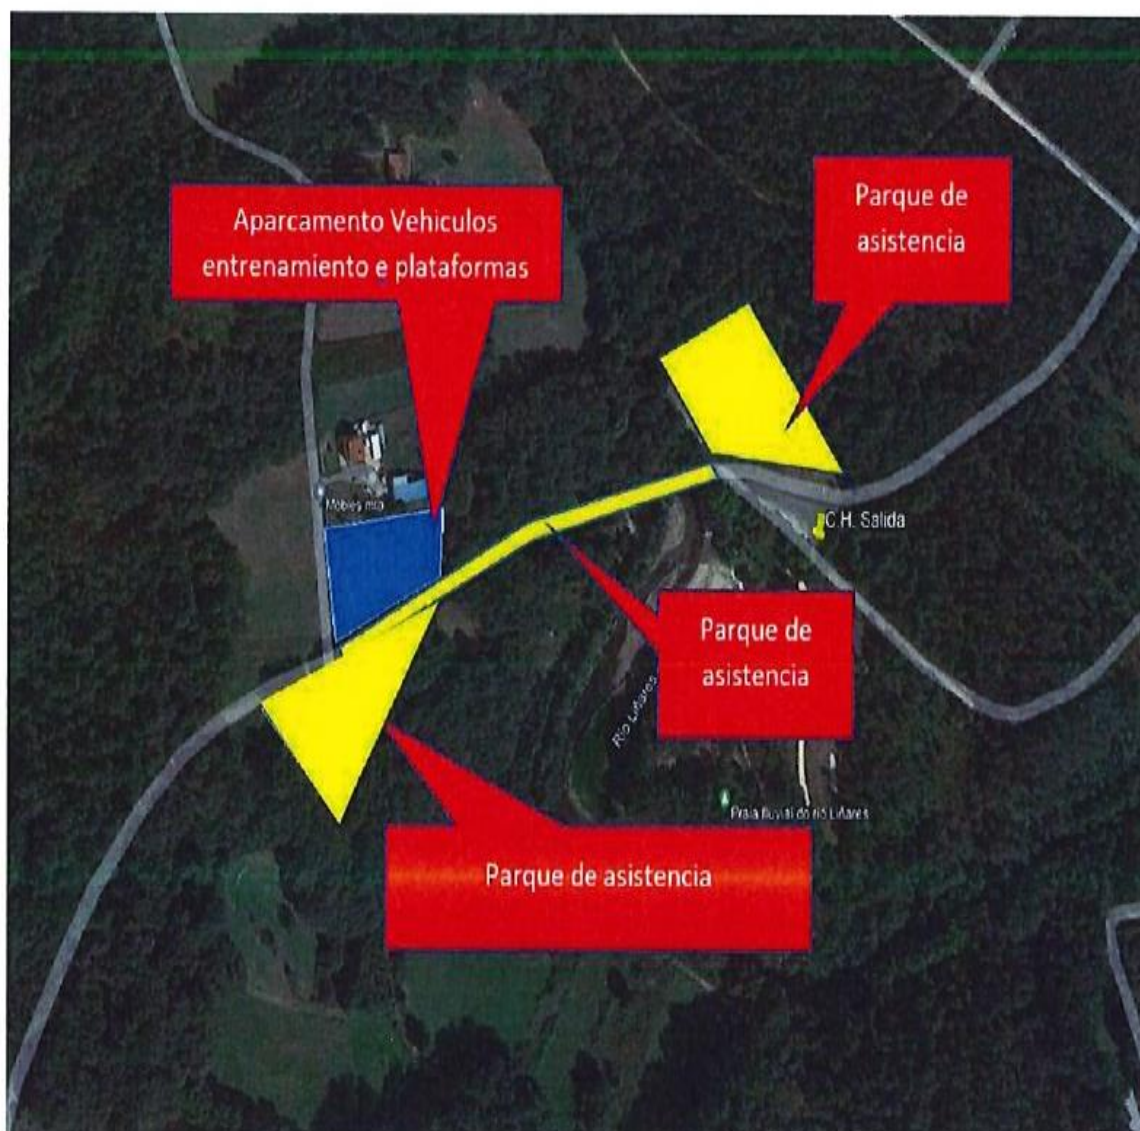 Parque de
asistencia
Aparcamento Vehiculos
entrenamiento e plataformas
C.H. Salida
Parque de
asistencia
Río Liñares
Praia fluvial do río Liñares
Parque de asistencia